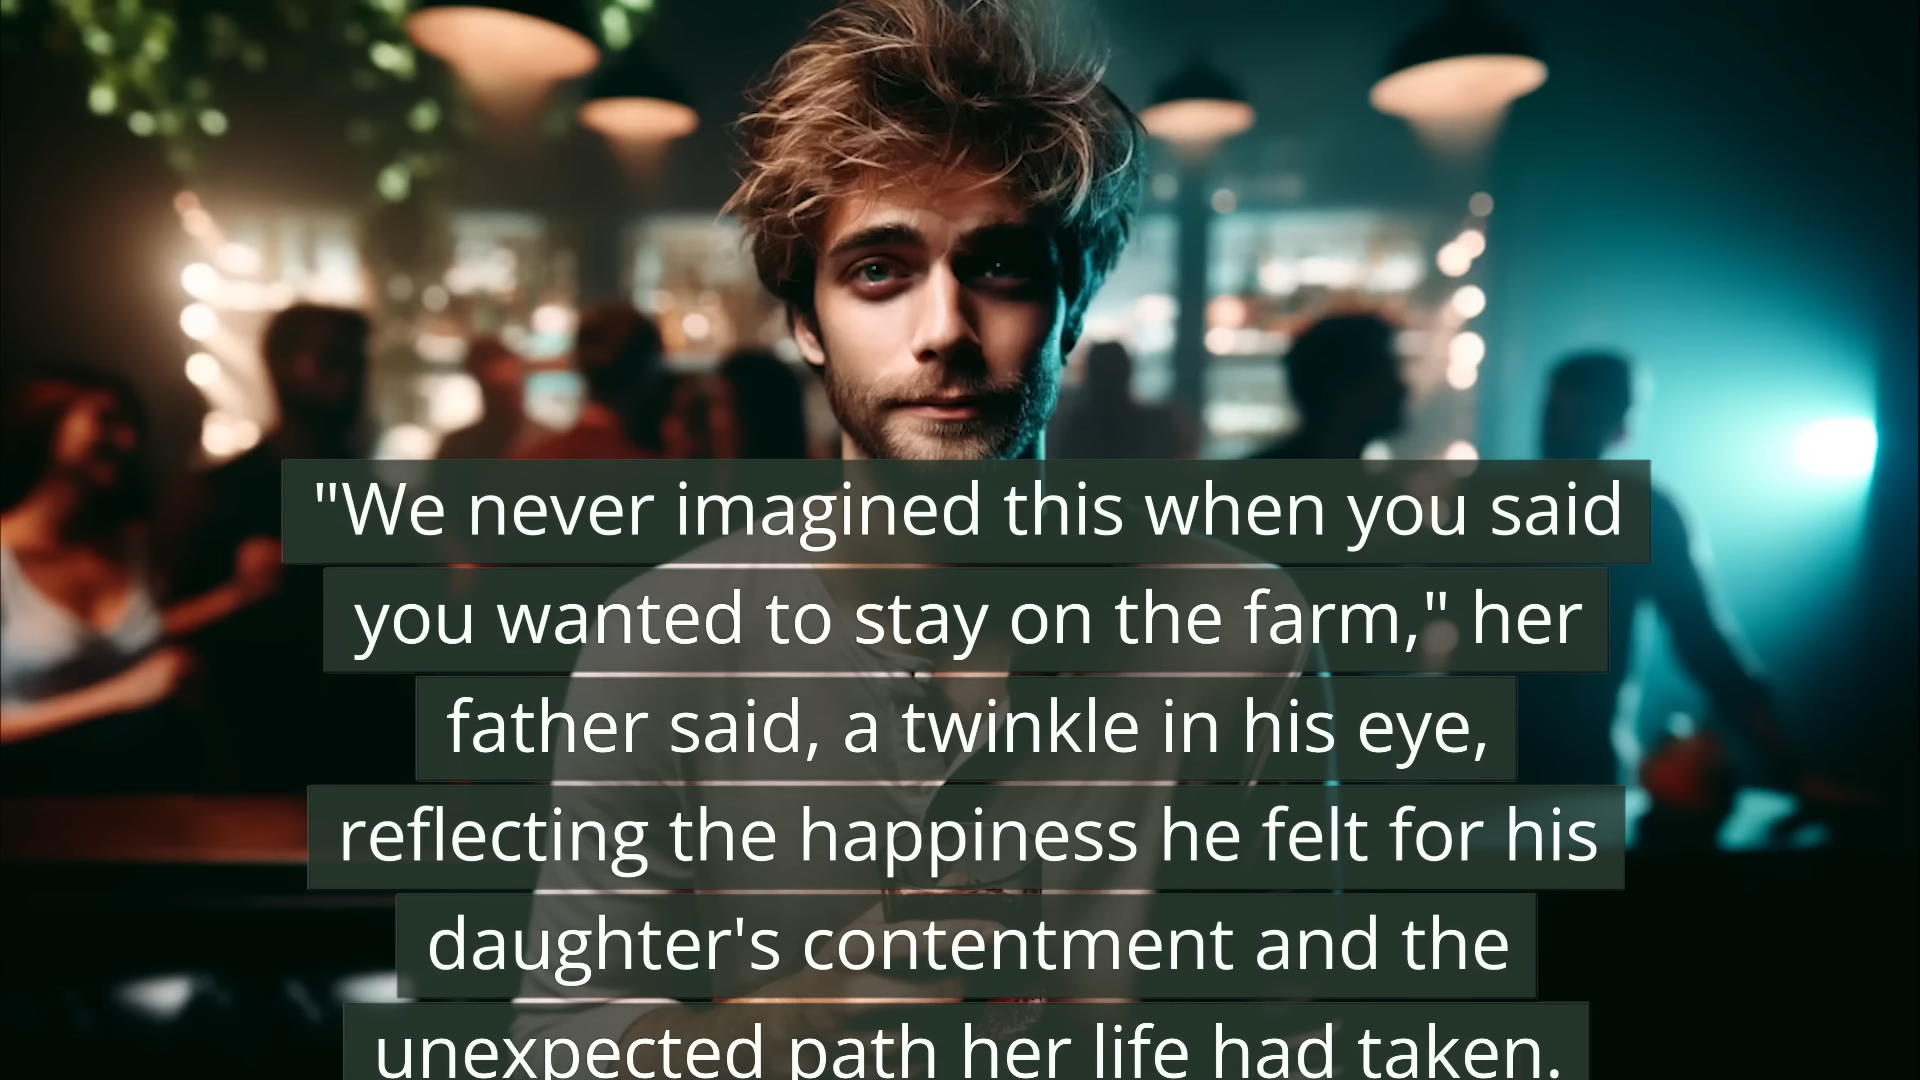 "We never imagined this when you said
you wanted to stay on the farm," her
father said, a twinkle in his eye,
reflecting the happiness he felt for his
daughter's contentment and the
unexpected path her life had taken.